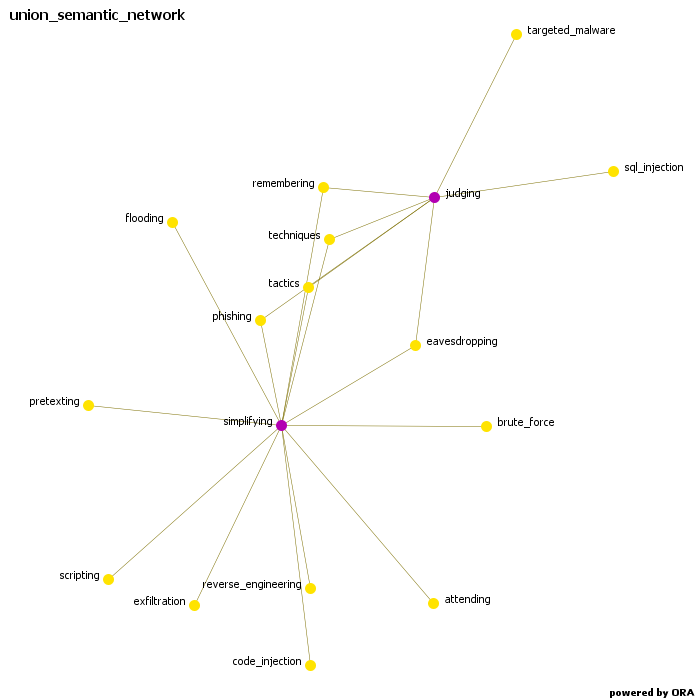 union_semantic_network
targeted_malware
sql_injection
remembering
judging
flooding
techniques
tactics
phishing
eavesdropping
pretexting
simplifying
brute_force
scripting
reverse_engineering
exfiltration
attending
code_injection
powered by ORA